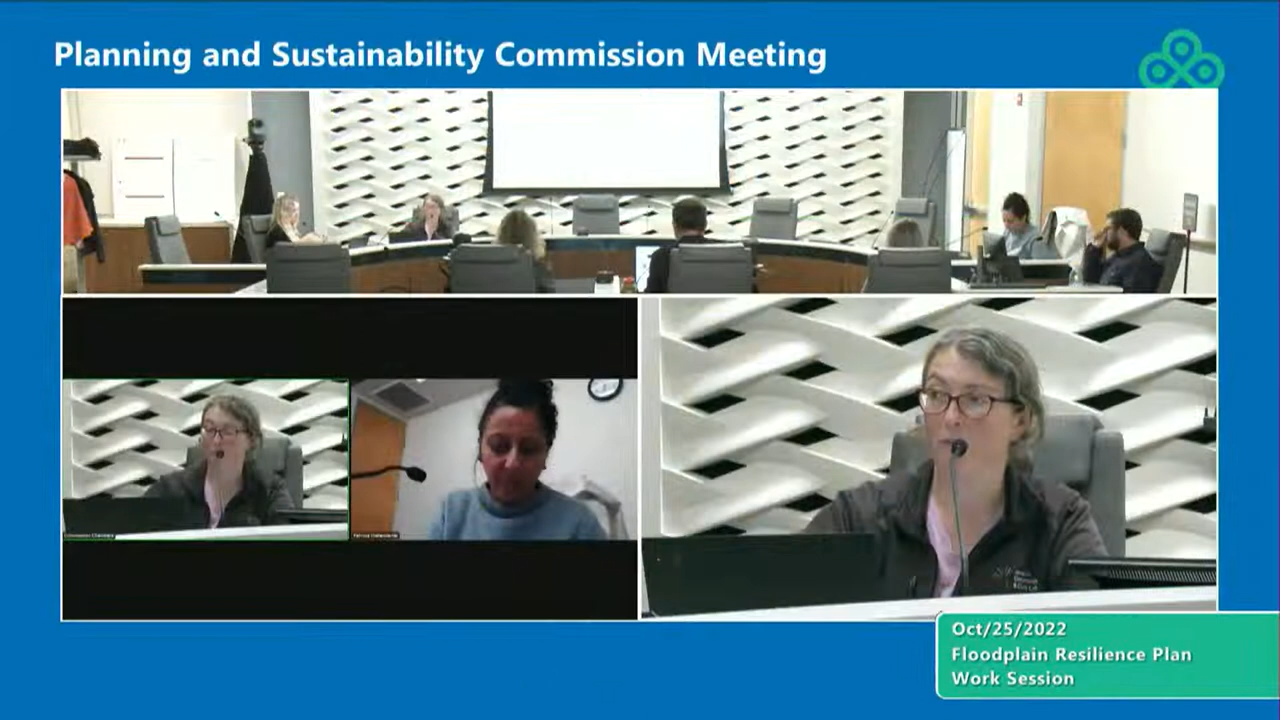 Planning and Sustainability Commission Meeting
Oct/25/2022
Floodplain Resilience Plan
Work Session